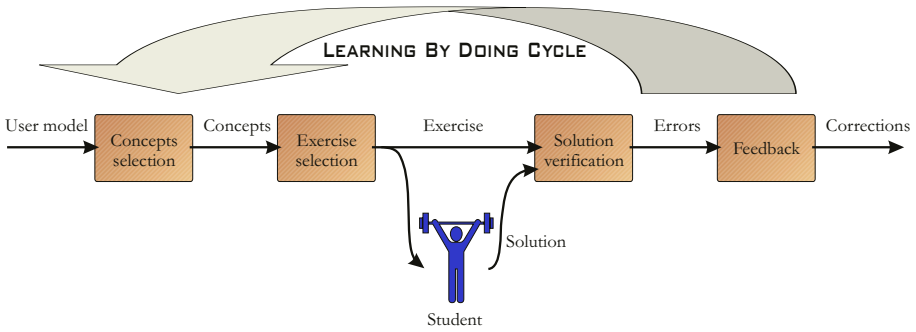 LEARNING BY DOING CYCLE
User model
Concepts
selection
Concepts
Exercise
selection
Exercise
Solution
verification
Errors
Feedback
Corrections
Solution
Student